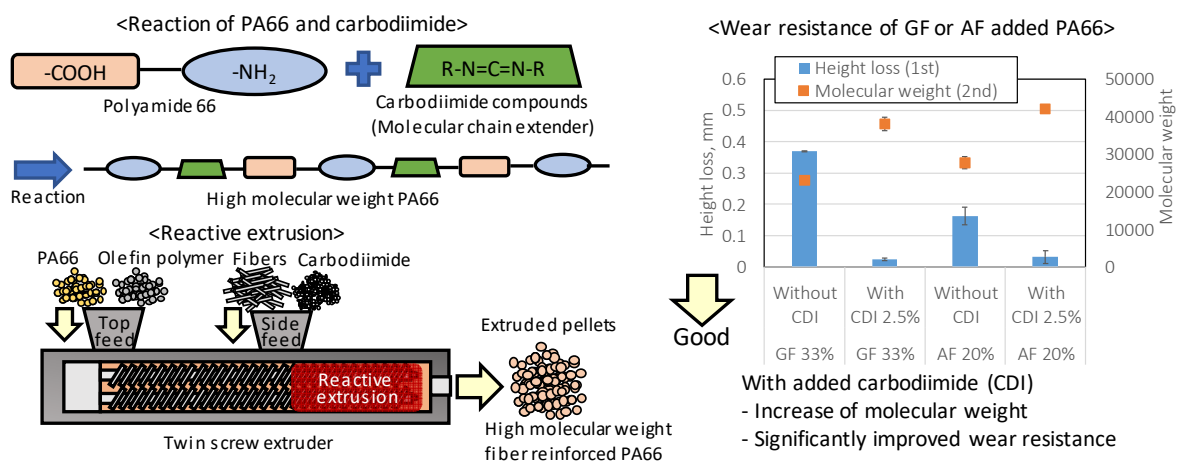 <Reaction of PA66 and carbodiimide>
-COOH
-NH2
R-N=C=N-R
Polyamide 66
Carbodiimide compounds
(Molecular chain extender)
Reaction
High molecular weight PA66
<Reactive extrusion>
PA66
Olefin polymer
Fibers
Carbodiimide
Top
feed
Side
feed
Reactive
extrusion
Twin screw extruder
Extruded pellets
High molecular weight
fiber reinforced PA66
<Wear resistance of GF or AF added PA66>
Height loss (1st)
Molecular weight (2nd)
Height loss, mm
0.6
0.5
0.4
0.3
0.2
0.1
0
50000
40000
30000
20000
10000
0
Molecular weight
Without
CDI
With
CDI 2.5%
Without
CDI
With
CDI 2.5%
GF 33%
GF 33%
AF 20%
AF 20%
Good
With added carbodiimide (CDI)
- Increase of molecular weight
- Significantly improved wear resistance